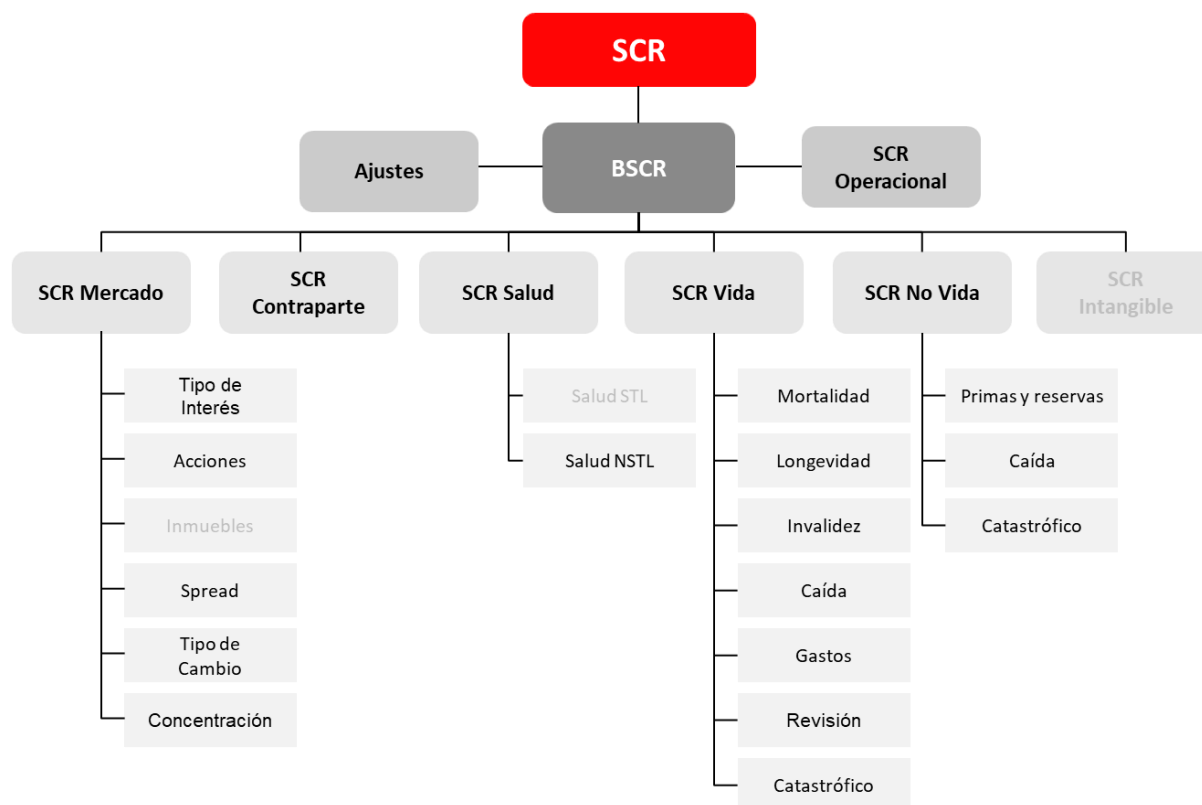 SCR
Ajustes
BSCR
SCR
Operacional
SCR Mercado
SCR
Contraparte
SCR Salud
SCR Vida
SCR No Vida
SCR
Intangible
Tipo de
Interés
Acciones
Inmuebles
Spread
Tipo de
Cambio
Concentración
Salud STL
Salud NSTL
Mortalidad
Longevidad
Invalidez
Caída
Gastos
Revisión
Catastrófico
Primas y reservas
Caída
Catastrófico